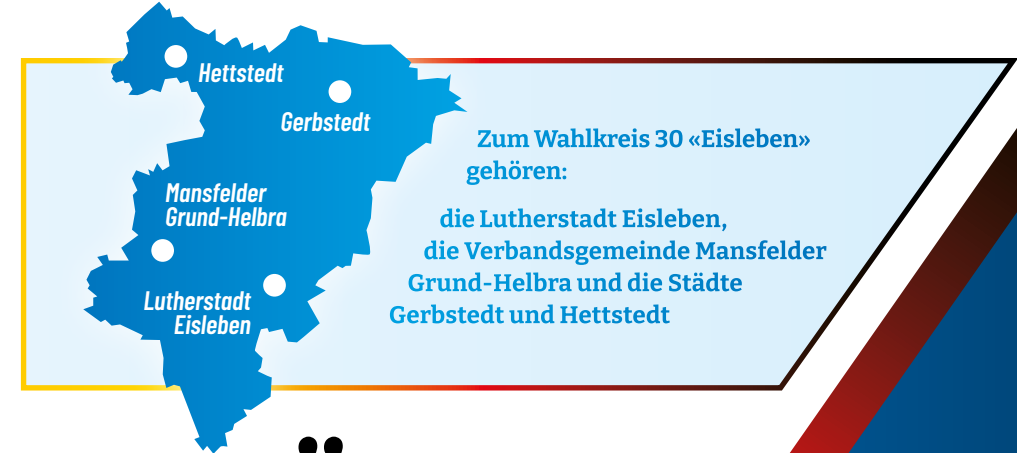 Hettstedt
Gerbstedt
Mansfelder
Grund-Helbra
Lutherstadt
Eisleben
Zum Wahlkreis 30 «Eisleben»
gehören:
die Lutherstadt Eisleben,
die Verbandsgemeinde Mansfelder
Grund-Helbra und die Städte
Gerbstedt und Hettstedt